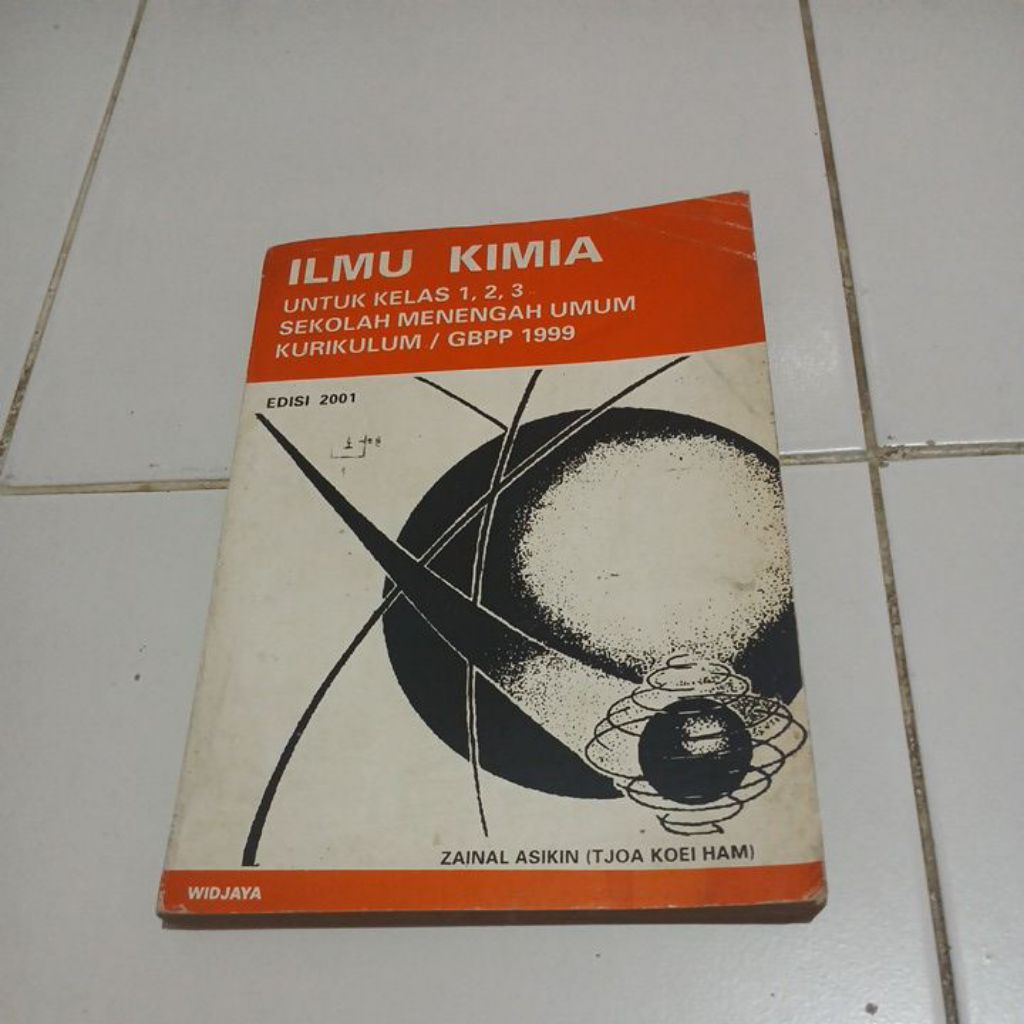 ILMU KIMIA
UNTUK KELAS 1, 2, 3
SEKOLAH MENENGAH UMUM
KURIKULUM / GBPP 1999
EDISI 2001
ZAINAL ASIKIN (TJOA KOEI HAM)
WIDJAYA